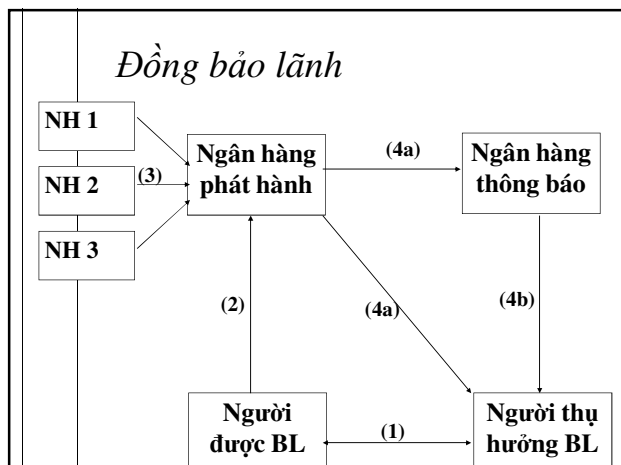 Đồng bảo lãnh
NH 1
NH 2
NH 3
(3)
Ngân hàng
phát hành
(4a)
Ngân hàng
thông báo
(2)
(4a)
(4b)
Người
được BL
(1)
Người thụ
hưởng BL